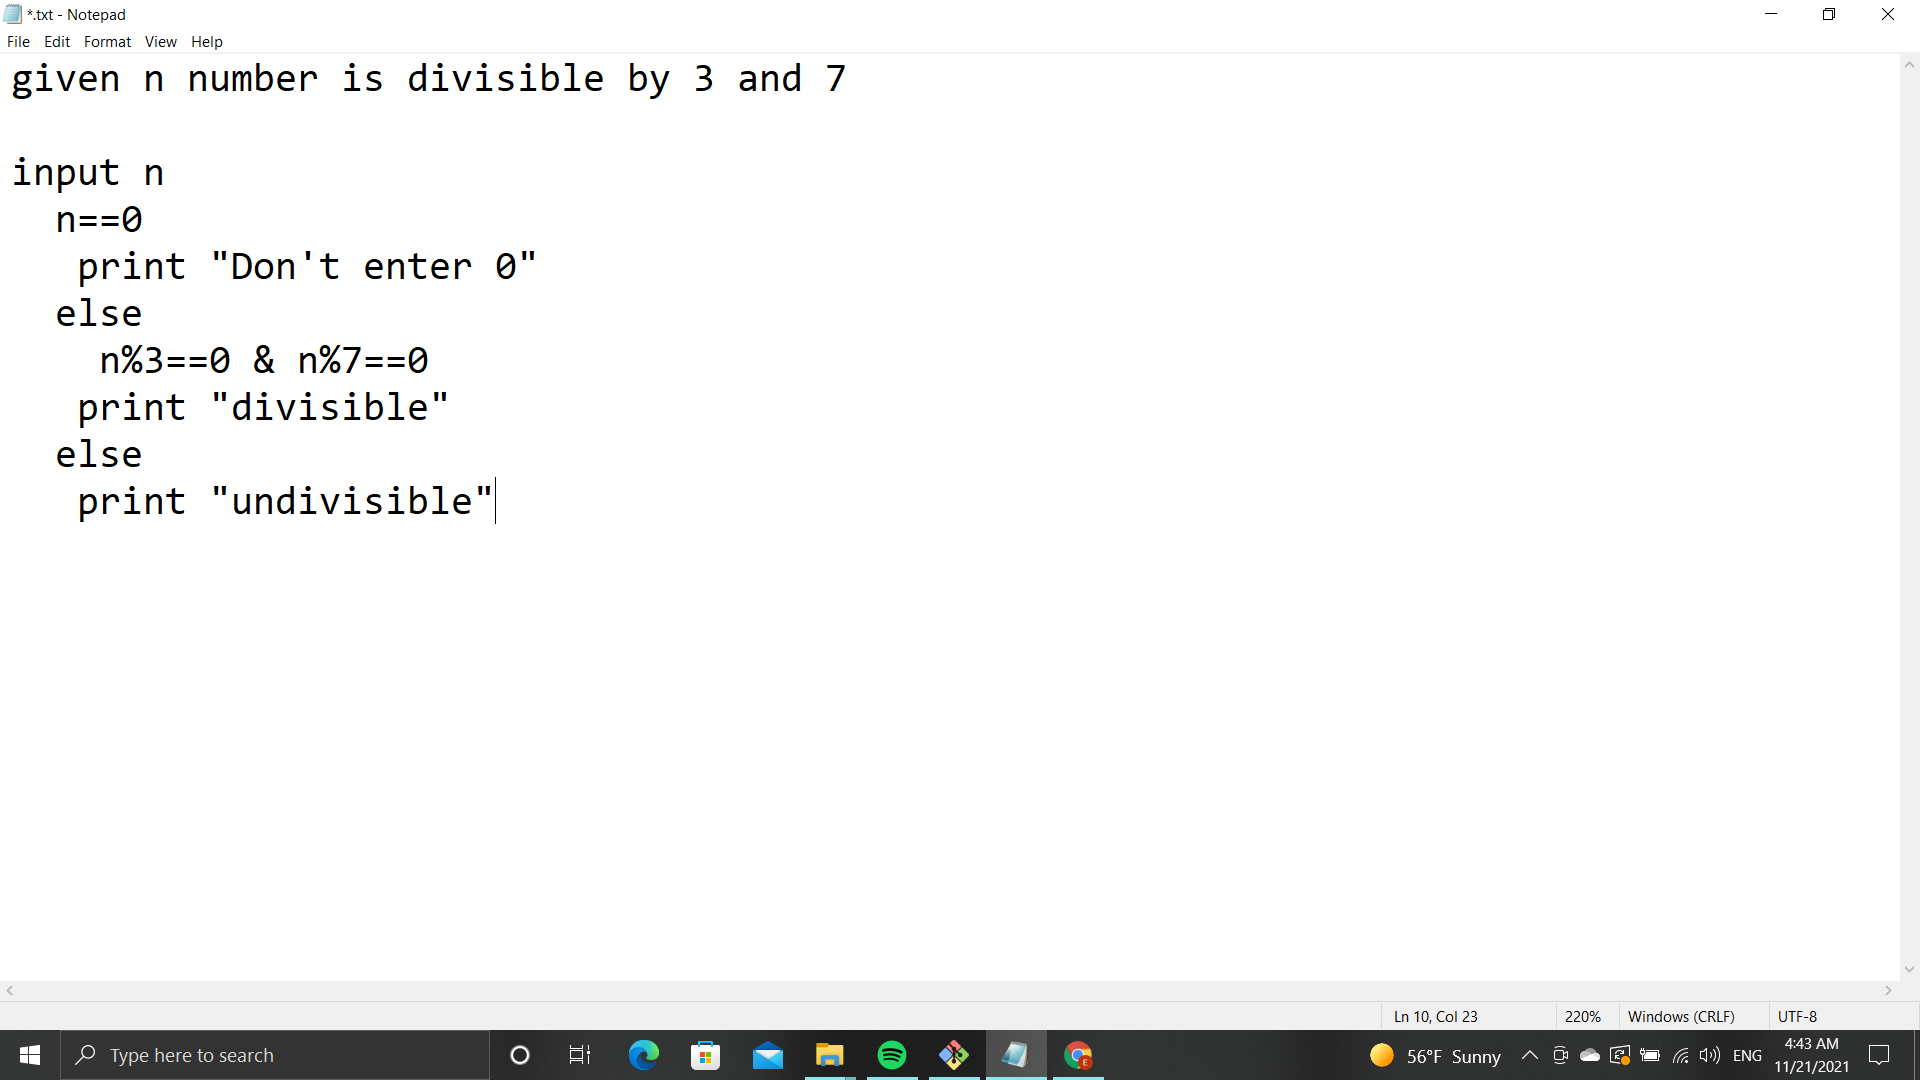 *.txt - Notepad
File Edit Format View Help
given n number is divisible by 3 and 7
input n
n==0
print "Don't enter 0"
else
n%3==0 & n%7==0
print "divisible"
else
print "undivisible"
Ln 10, Col 23 220% Windows (CRLF) UTF-8
Type here to search
56°F Sunny
ENG
4:43 AM
11/21/2021